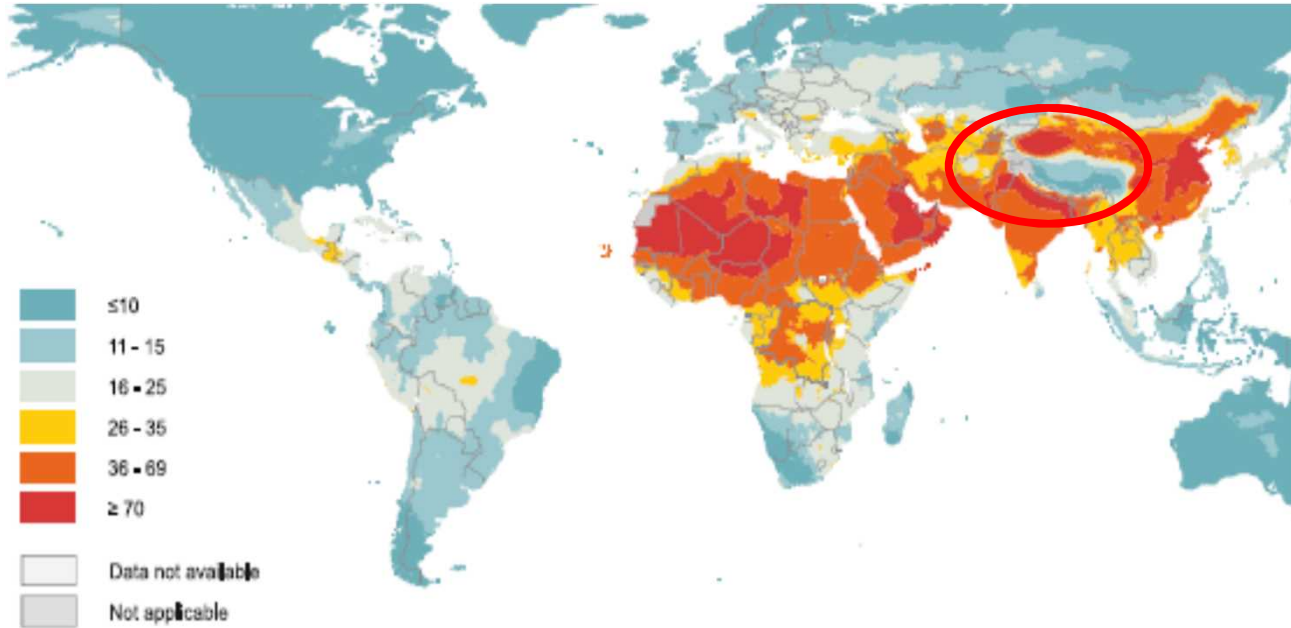 ≤10
11 - 15
16 - 25
26 - 35
36 - 69
≥ 70
Data not available
Not applicable